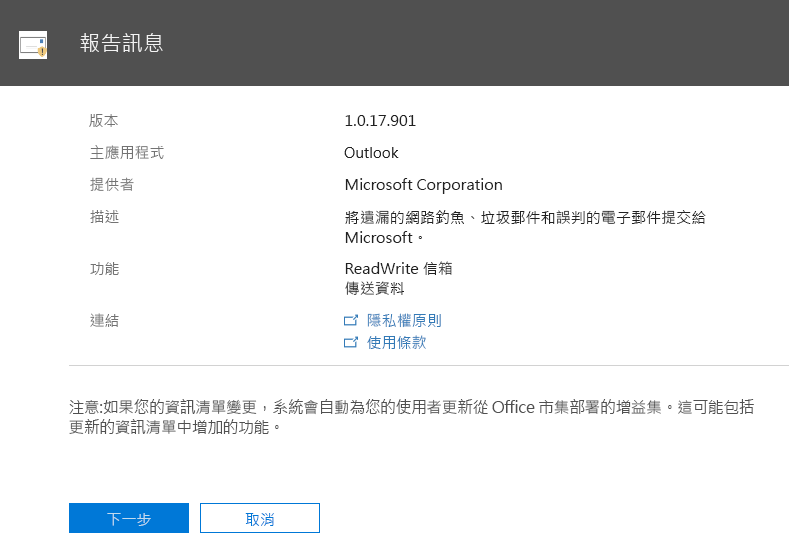 報告訊息
版本 1.0.17.901
主應用程式 Outlook
提供者 Microsoft Corporation
描述 將遺漏的網路釣魚、垃圾郵件和誤判的電子郵件提交給
Microsoft。
功能 ReadWrite 信箱
傳送資料
連結 隱私權原則
使用條款
注意:如果您的資訊清單變更，系統會自動為您的使用者更新從 Office 市集部署的增益集。這可能包括
更新的資訊清單中增加的功能。
下一步 取消